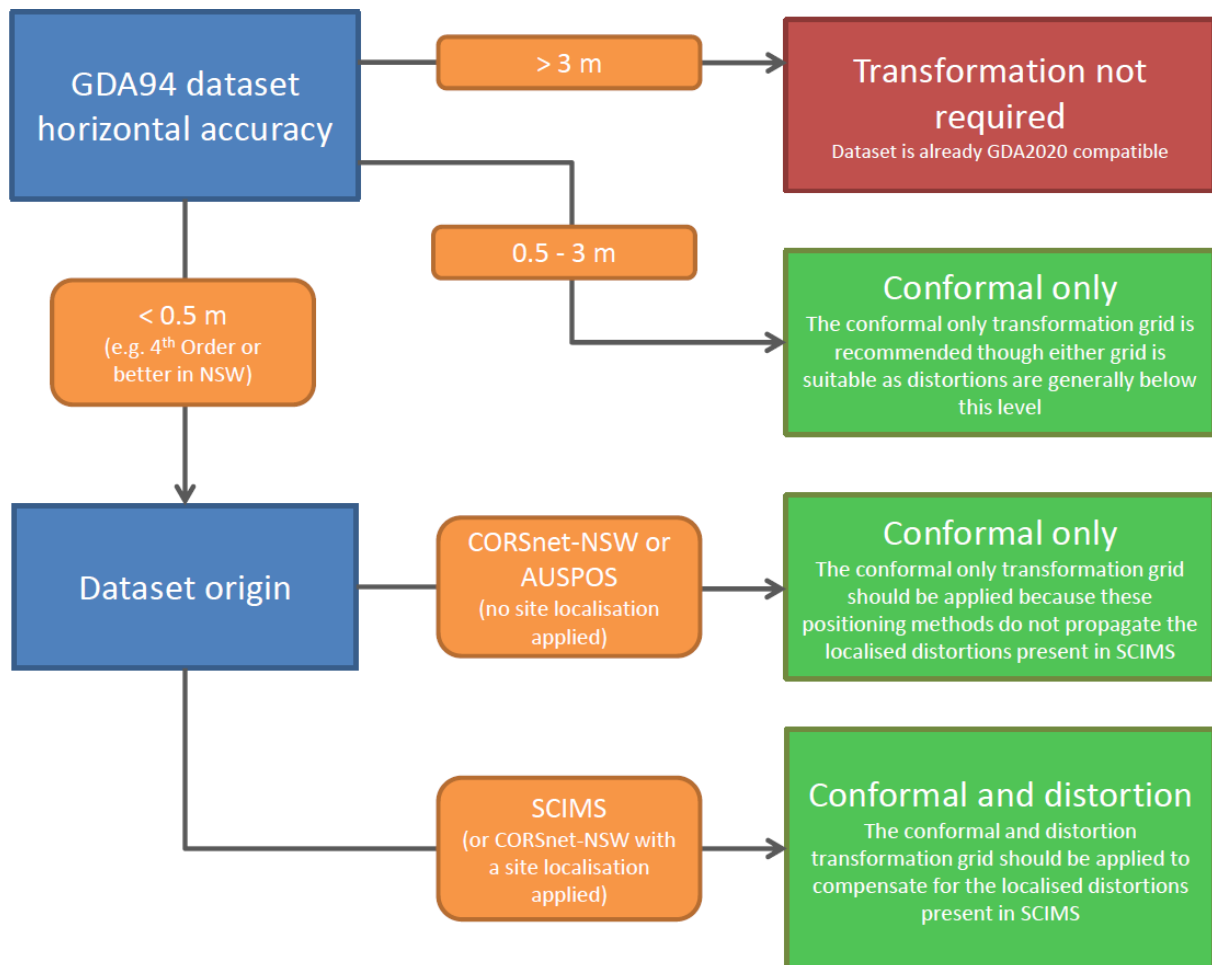 GDA94 dataset
horizontal accuracy
> 3 m
Transformation not
required
Dataset is already GDA2020 compatible
0.5 - 3 m
Conformal only
The conformal only transformation grid is
recommended though either grid is
suitable as distortions are generally below
this level
< 0.5 m
(e.g. 4th Order or
better in NSW)
Dataset origin
CORSnet-NSW or
AUSPOS
(no site localisation
applied)
Conformal only
The conformal only transformation grid
should be applied because these
positioning methods do not propagate the
localised distortions present in SCIMS
SCIMS
(or CORSnet-NSW with
a site localisation
applied)
Conformal and distortion
The conformal and distortion
transformation grid should be applied to
compensate for the localised distortions
present in SCIMS